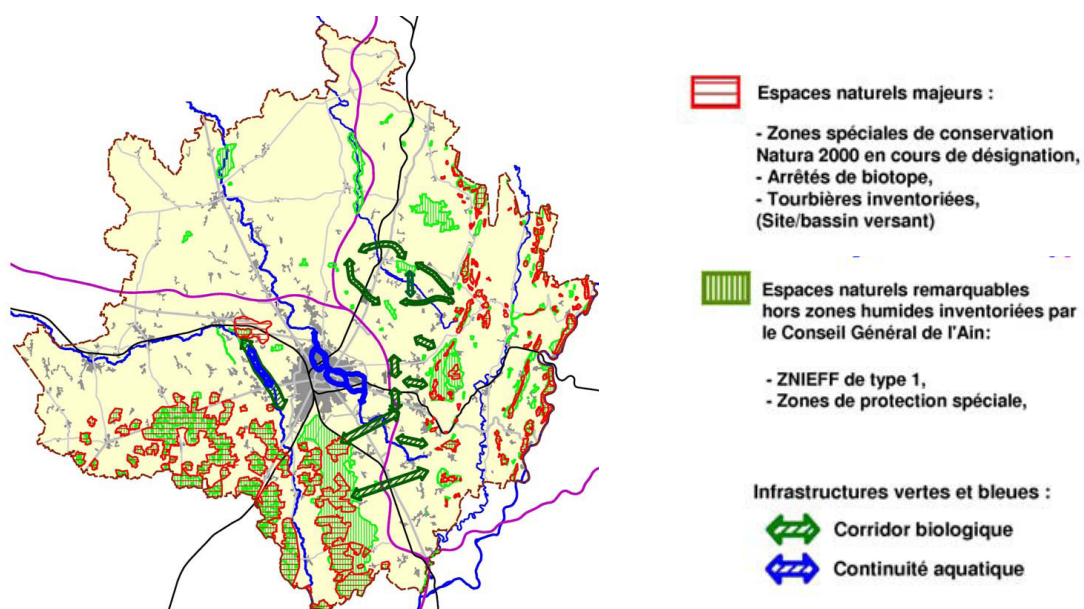 Espaces naturels majeurs :
- Zones spéciales de conservation
Natura 2000 en cours de désignation,
- Arrêtés de biotope,
- Tourbières inventoriées,
(Site/bassin versant)
Espaces naturels remarquables
hors zones humides inventoriées par
le Conseil Général de l'Ain:
- ZNIEFF de type 1,
- Zones de protection spéciale,
Infrastructures vertes et bleues :
Corridor biologique
Continuité aquatique